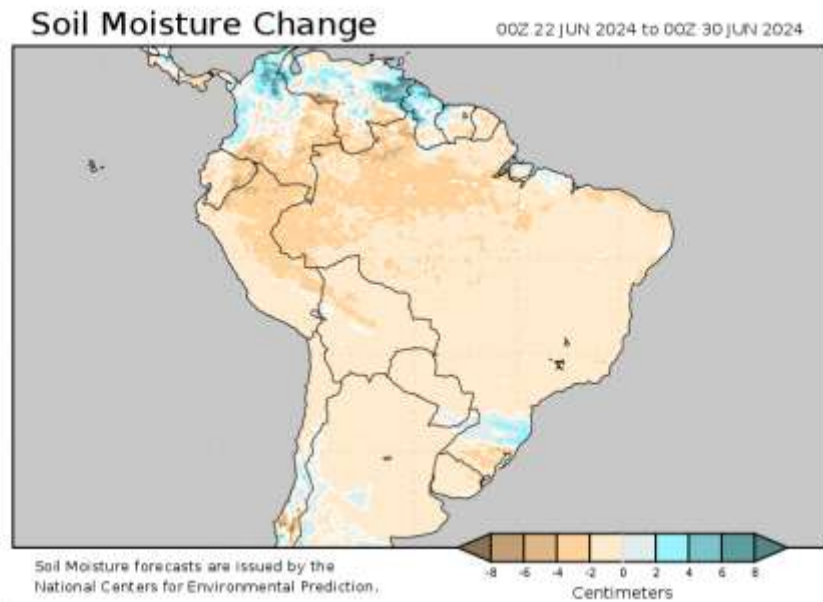 Soil Moisture Change
00Z 22 JUN 2024 to 00Z 30 JUN 2024
-8 -6 -4 -2 0 2 4 6 8
Centimeters
Soil Moisture forecasts are issued by the
National Centers for Environmental Prediction.